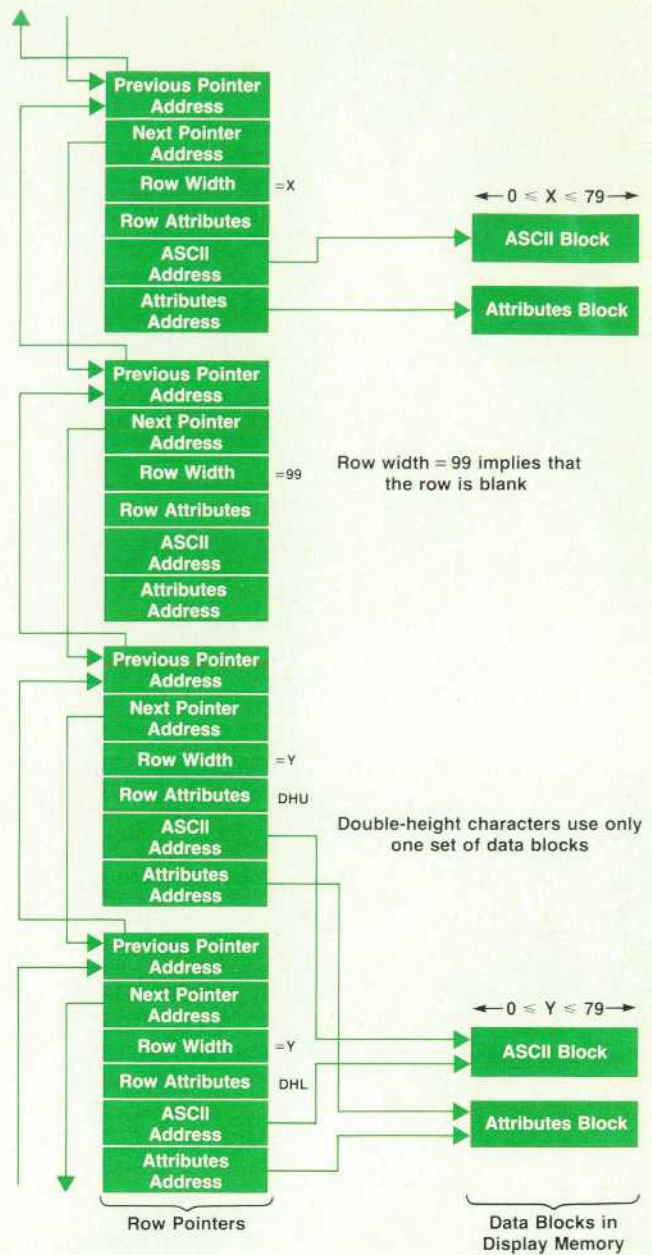 Previous Pointer
Address
Next Pointer
Address
Row Width =X
Row Attributes
ASCII
Address
Attributes
Address
0 ≤ X ≤ 79
ASCII Block
Attributes Block
Previous Pointer
Address
Next Pointer
Address
Row Width =99
Row Attributes
ASCII
Address
Attributes
Address
Row width = 99 implies that
the row is blank
Previous Pointer
Address
Next Pointer
Address
Row Width =Y
Row Attributes DHU
ASCII
Address
Attributes
Address
Double-height characters use only
one set of data blocks
Previous Pointer
Address
Next Pointer
Address
Row Width =Y
Row Attributes DHL
ASCII
Address
Attributes
Address
0 ≤ Y ≤ 79
ASCII Block
Attributes Block
Row Pointers
Data Blocks in
Display Memory